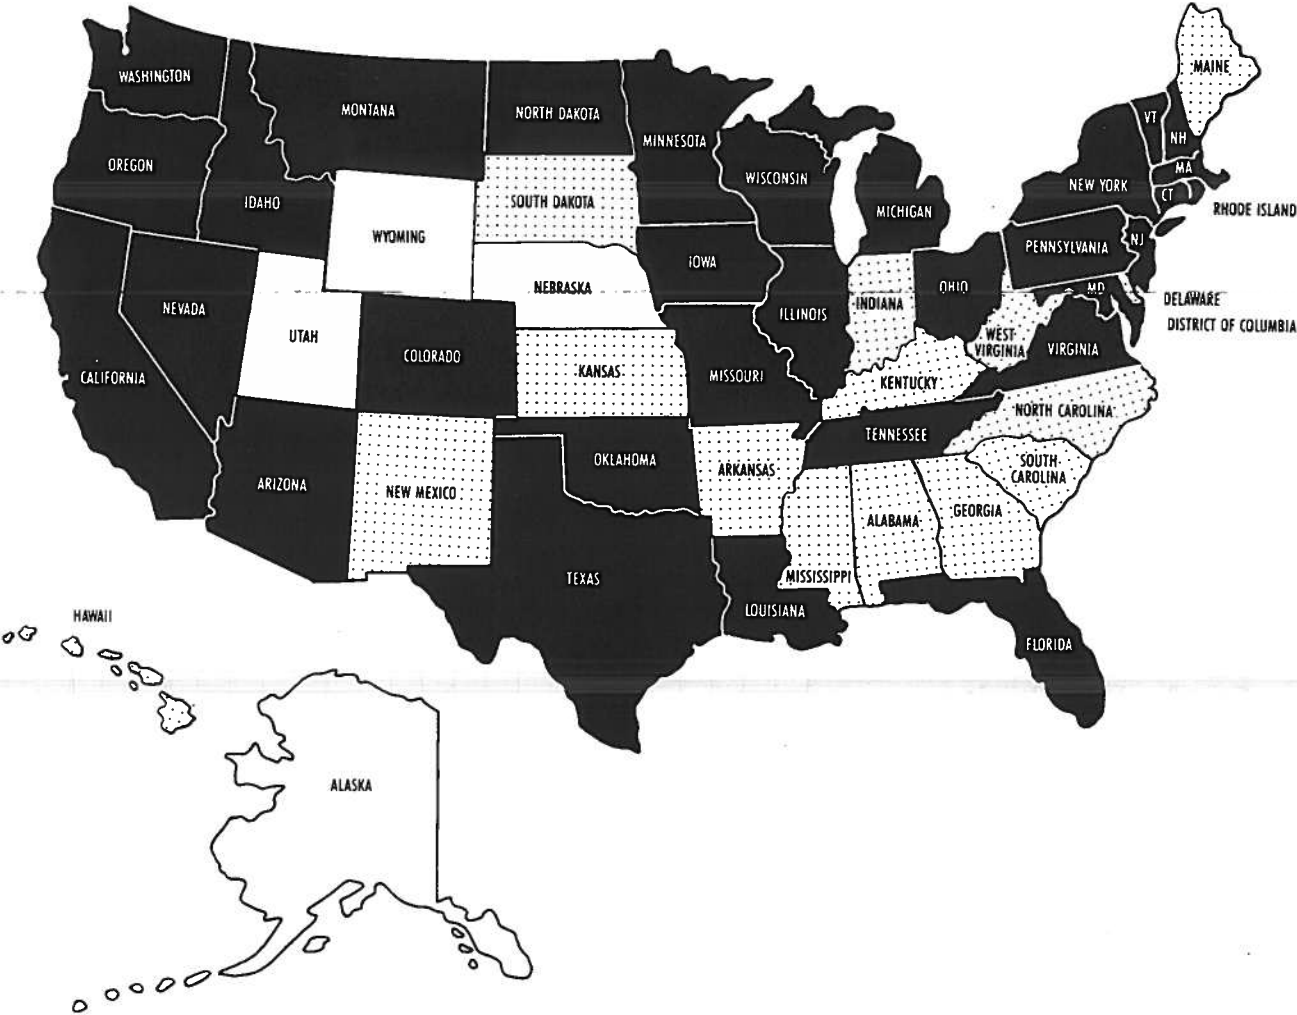 MAINE
WASHINGTON
MONTANA
NORTH DAKOTA
MINNESOTA
VT
NH
OREGON
MA
WISCONSIN
NEW YORK
IDAHO
SOUTH DAKOTA
CT
RHODE ISLAND
MICHIGAN
WYOMING
PENNSYLVANIA
NJ
IOWA
NEBRASKA
OHIO
MD
DELAWARE
NEVADA
INDIANA
ILLINOIS
DISTRICT OF COLUMBIA
UTAH
WEST
VIRGINIA
VIRGINIA
COLORADO
KANSAS
MISSOURI
CALIFORNIA
KENTUCKY
NORTH CAROLINA
TENNESSEE
OKLAHOMA
ARKANSAS
SOUTH
CAROLINA
ARIZONA
NEW MEXICO
GEORGIA
ALABAMA
TEXAS
MISSISSIPPI
LOUISIANA
HAWAII
FLORIDA
ALASKA